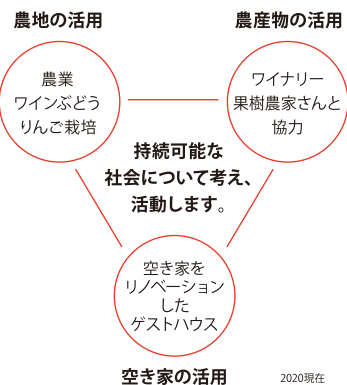 農地の活用
農産物の活用
農業
ワインぶどう
りんご栽培
ワイナリー
果樹農家さんと
協力
持続可能な
社会について考え、
活動します。
空き家を
リノベーション
した
ゲストハウス
空き家の活用
2020現在